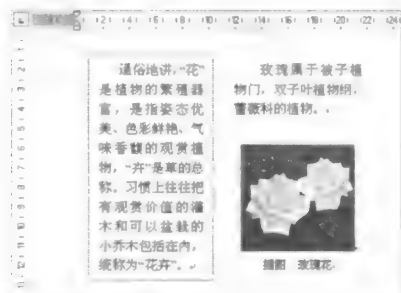 通俗地讲，“花”
是植物的繁殖器
官，是指姿态优
美、色彩鲜艳、气
味香馥的观赏植
物，“卉”是草的总
称。习惯上往往把
有观赏价值的灌
木和可以盆栽的
小乔木包括在内，
统称为“花卉”。
玫瑰属于被子植
物门，双子叶植物纲，
蔷薇科的植物。
插图 玫瑰花